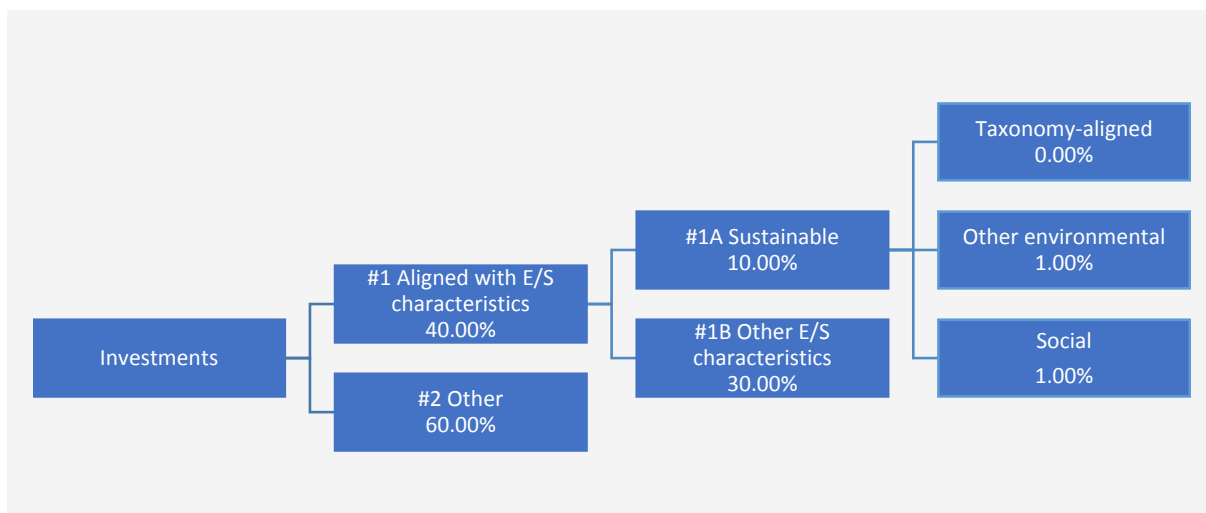 Investments
#1 Aligned with E/S
characteristics
40.00%
#2 Other
60.00%
#1A Sustainable
10.00%
#1B Other E/S
characteristics
30.00%
Taxonomy-aligned
0.00%
Other environmental
1.00%
Social
1.00%